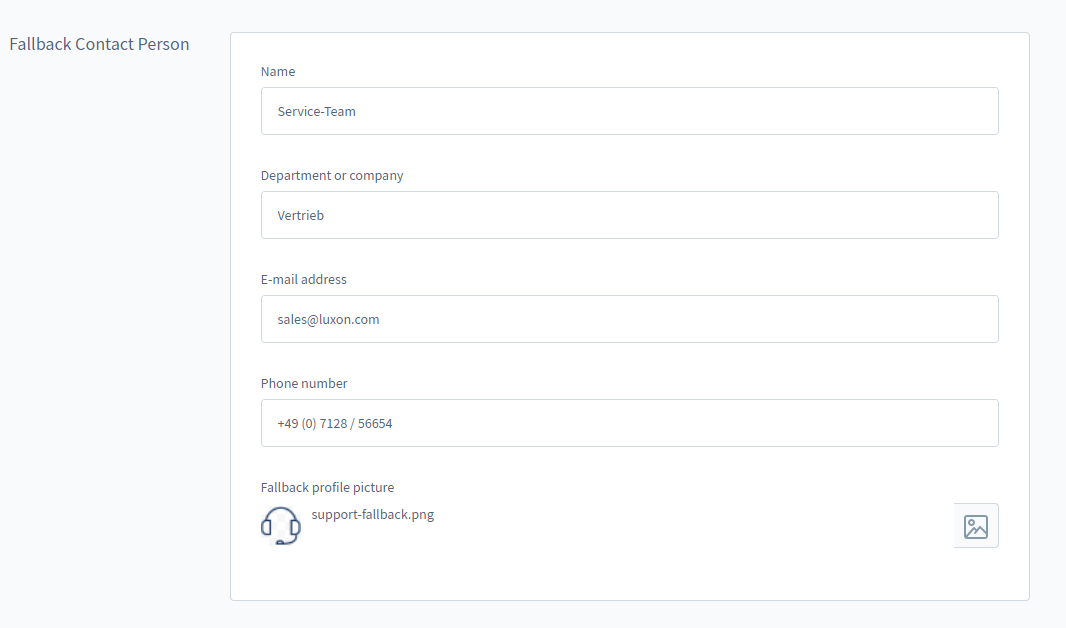 Fallback Contact Person
Name
Service-Team
Department or company
Vertrieb
E-mail address
sales@luxon.com
Phone number
+49 (0) 7128 / 56654
Fallback profile picture
support-fallback.png